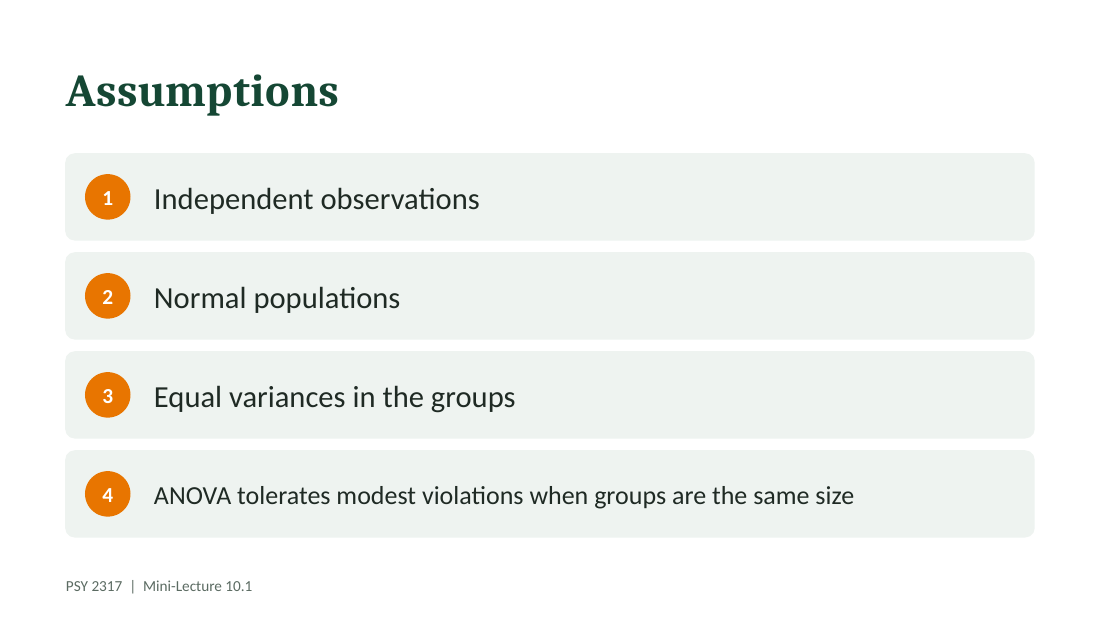 Assumptions
1 Independent observations
2 Normal populations
3 Equal variances in the groups
4 ANOVA tolerates modest violations when groups are the same size
PSY 2317 | Mini-Lecture 10.1